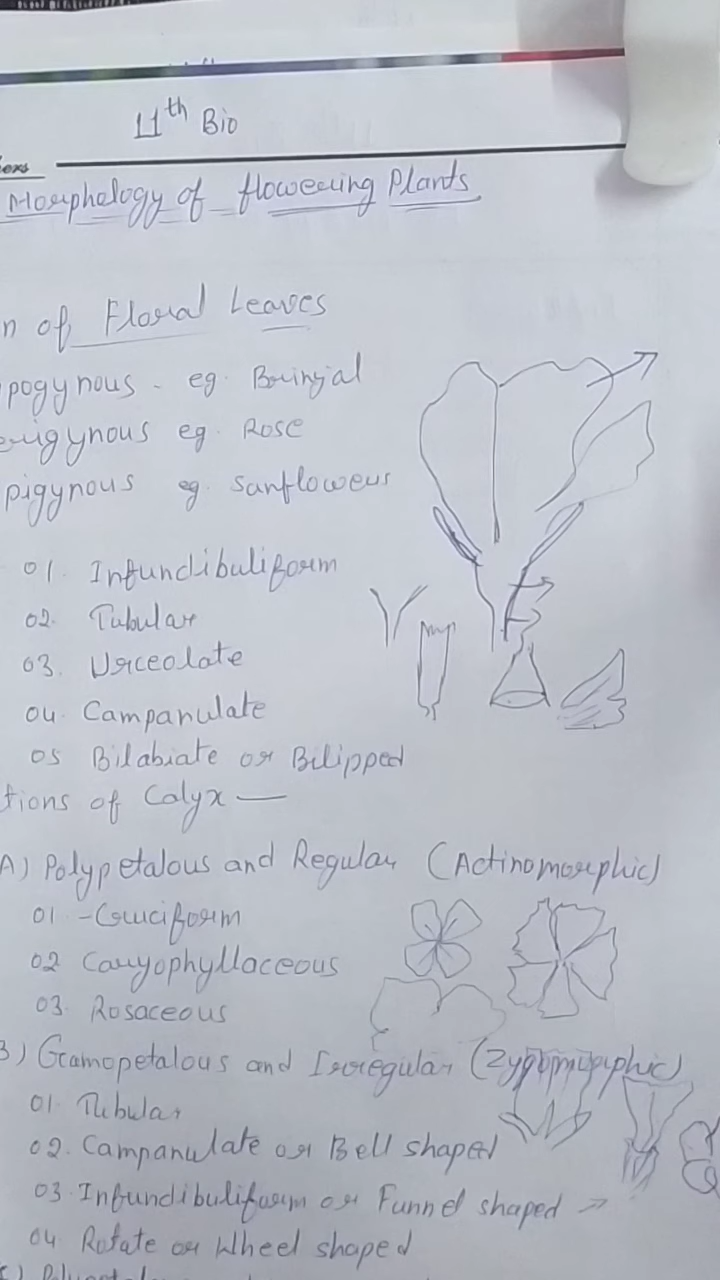 11th Bio
Morphology of flowering Plants
n of Floral Leaves
pogynous - eg. Brinjal
erigynous eg. Rose
pigynous eg. Sanflower
01. Infundibuliform
02. Tubular
03. Urceolate
04. Campanulate
05 Bilabiate or Bilipped
tions of Calyx —
A) Polypetalous and Regular (Actinomorphic)
01 - Cruciform
02 Caryophyllaceous
03. Rosaceous
B) Gamopetalous and Irregular (Zygomorphic)
01. Tubular
02. Campanulate or Bell shaped
03. Infundibuliform or Funnel shaped →
04 Rotate or Wheel shaped